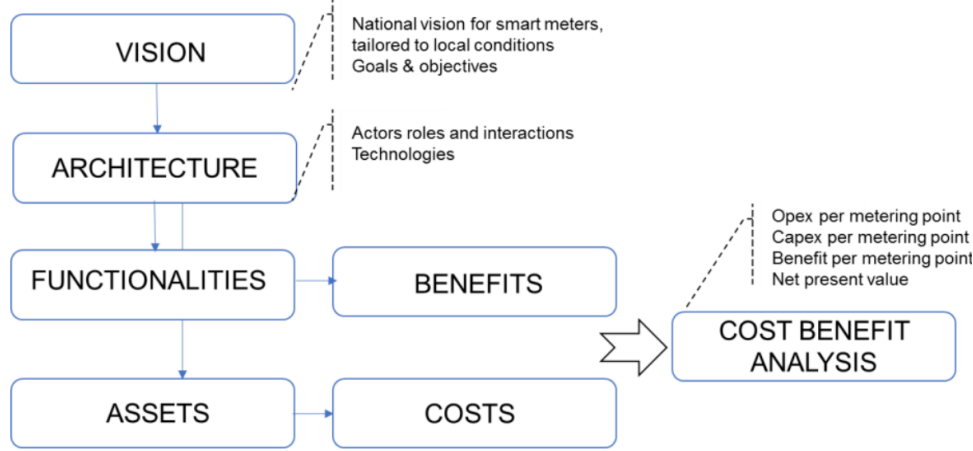 VISION
National vision for smart meters,
tailored to local conditions
Goals & objectives
ARCHITECTURE
Actors roles and interactions
Technologies
FUNCTIONALITIES
BENEFITS
ASSETS
COSTS
Opex per metering point
Capex per metering point
Benefit per metering point
Net present value
COST BENEFIT
ANALYSIS